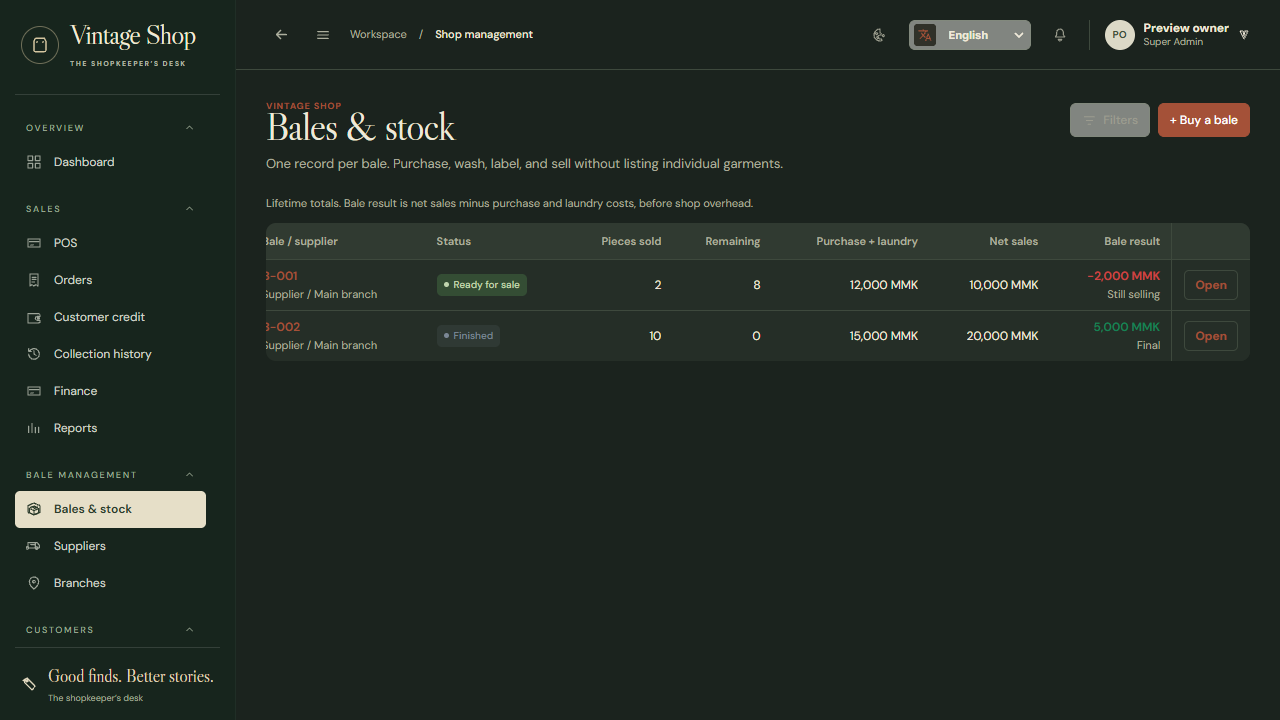 Vintage Shop
THE SHOPKEEPER'S DESK
OVERVIEW
Dashboard
SALES
POS
Orders
Customer credit
Collection history
Finance
Reports
BALE MANAGEMENT
Bales & stock
Suppliers
Branches
CUSTOMERS
Good finds. Better stories.
The shopkeeper's desk
Workspace / Shop management
English
PO
Preview owner
Super Admin
VINTAGE SHOP
Bales & stock
One record per bale. Purchase, wash, label, and sell without listing individual garments.
Filters
+ Buy a bale
Lifetime totals. Bale result is net sales minus purchase and laundry costs, before shop overhead.
Bale / supplier Status Pieces sold Remaining Purchase + laundry Net sales Bale result
B-001 Ready for sale 2 8 12,000 MMK 10,000 MMK -2,000 MMK Open
Supplier / Main branch Still selling
B-002 Finished 10 0 15,000 MMK 20,000 MMK 5,000 MMK Open
Supplier / Main branch Final